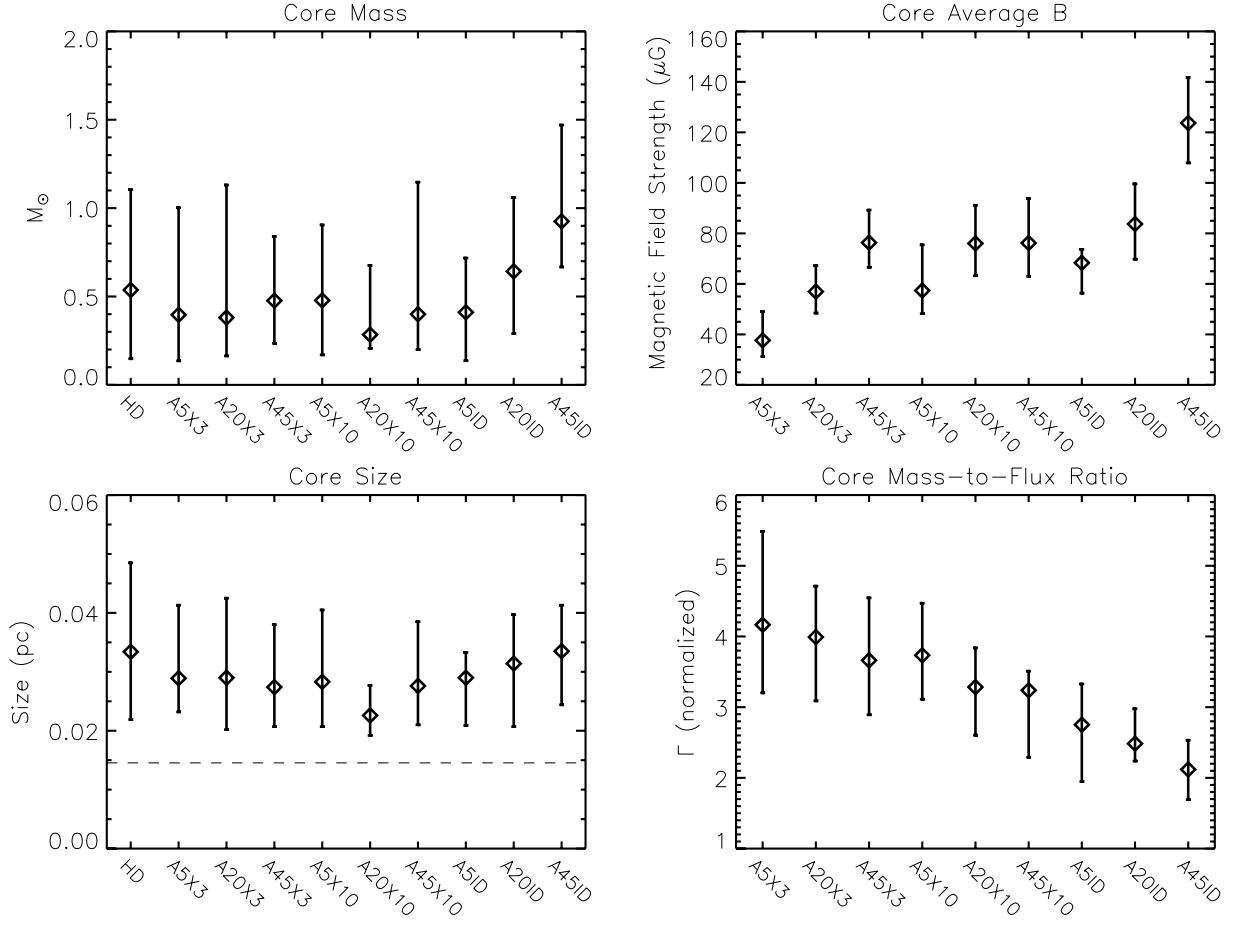 Core Mass
2.0
1.5
1.0
0.5
0.0
M⊙
HD A5X3 A20X3 A45X3 A5X10 A20X10 A45X10 A5ID A20ID A45ID
Core Average B
160
140
120
100
80
60
40
20
Magnetic Field Strength (μG)
A5X3 A20X3 A45X3 A5X10 A20X10 A45X10 A5ID A20ID A45ID
Core Size
0.06
0.04
0.02
0.00
Size (pc)
HD A5X3 A20X3 A45X3 A5X10 A20X10 A45X10 A5ID A20ID A45ID
Core Mass-to-Flux Ratio
6
5
4
3
2
1
Γ (normalized)
A5X3 A20X3 A45X3 A5X10 A20X10 A45X10 A5ID A20ID A45ID